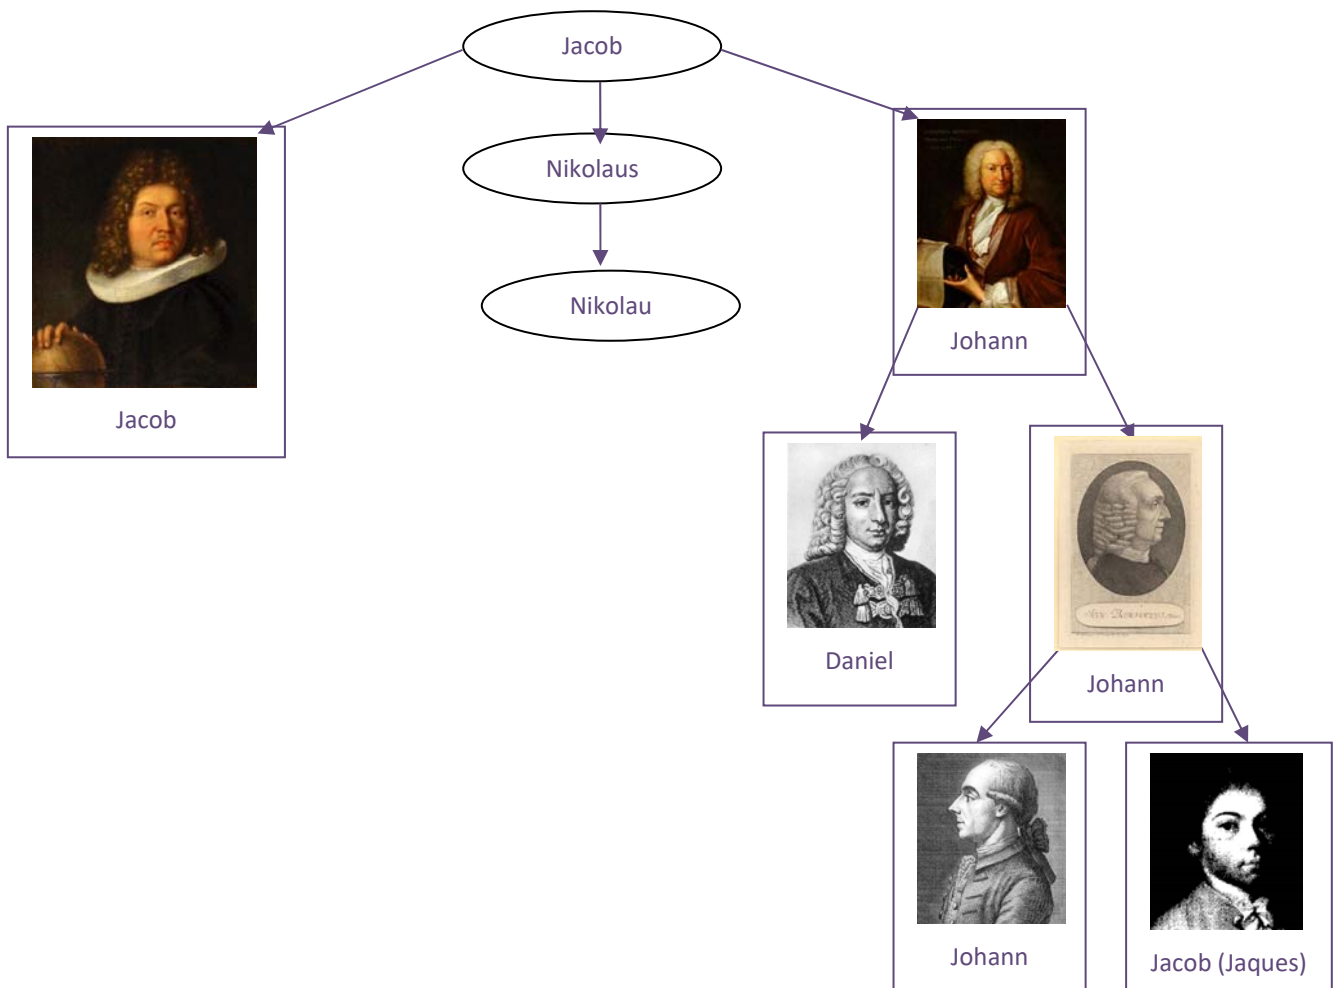 Jacob
Nikolaus
Nikolau
Johann
Jacob
Daniel
Johann
Johann
Jacob (Jaques)